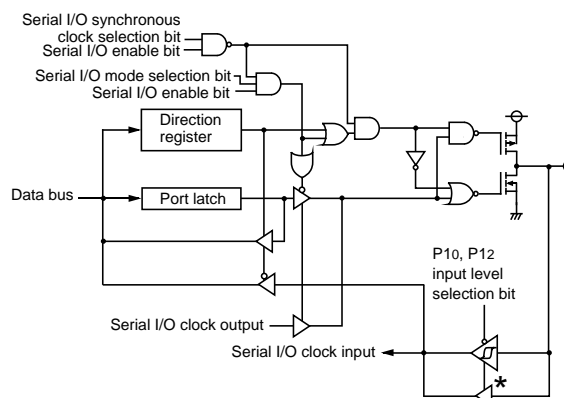 Serial I/O synchronous
clock selection bit
Serial I/O enable bit
Serial I/O mode selection bit
Serial I/O enable bit
Direction
register
Data bus
Port latch
P10, P12
input level
selection bit
Serial I/O clock output
Serial I/O clock input
*